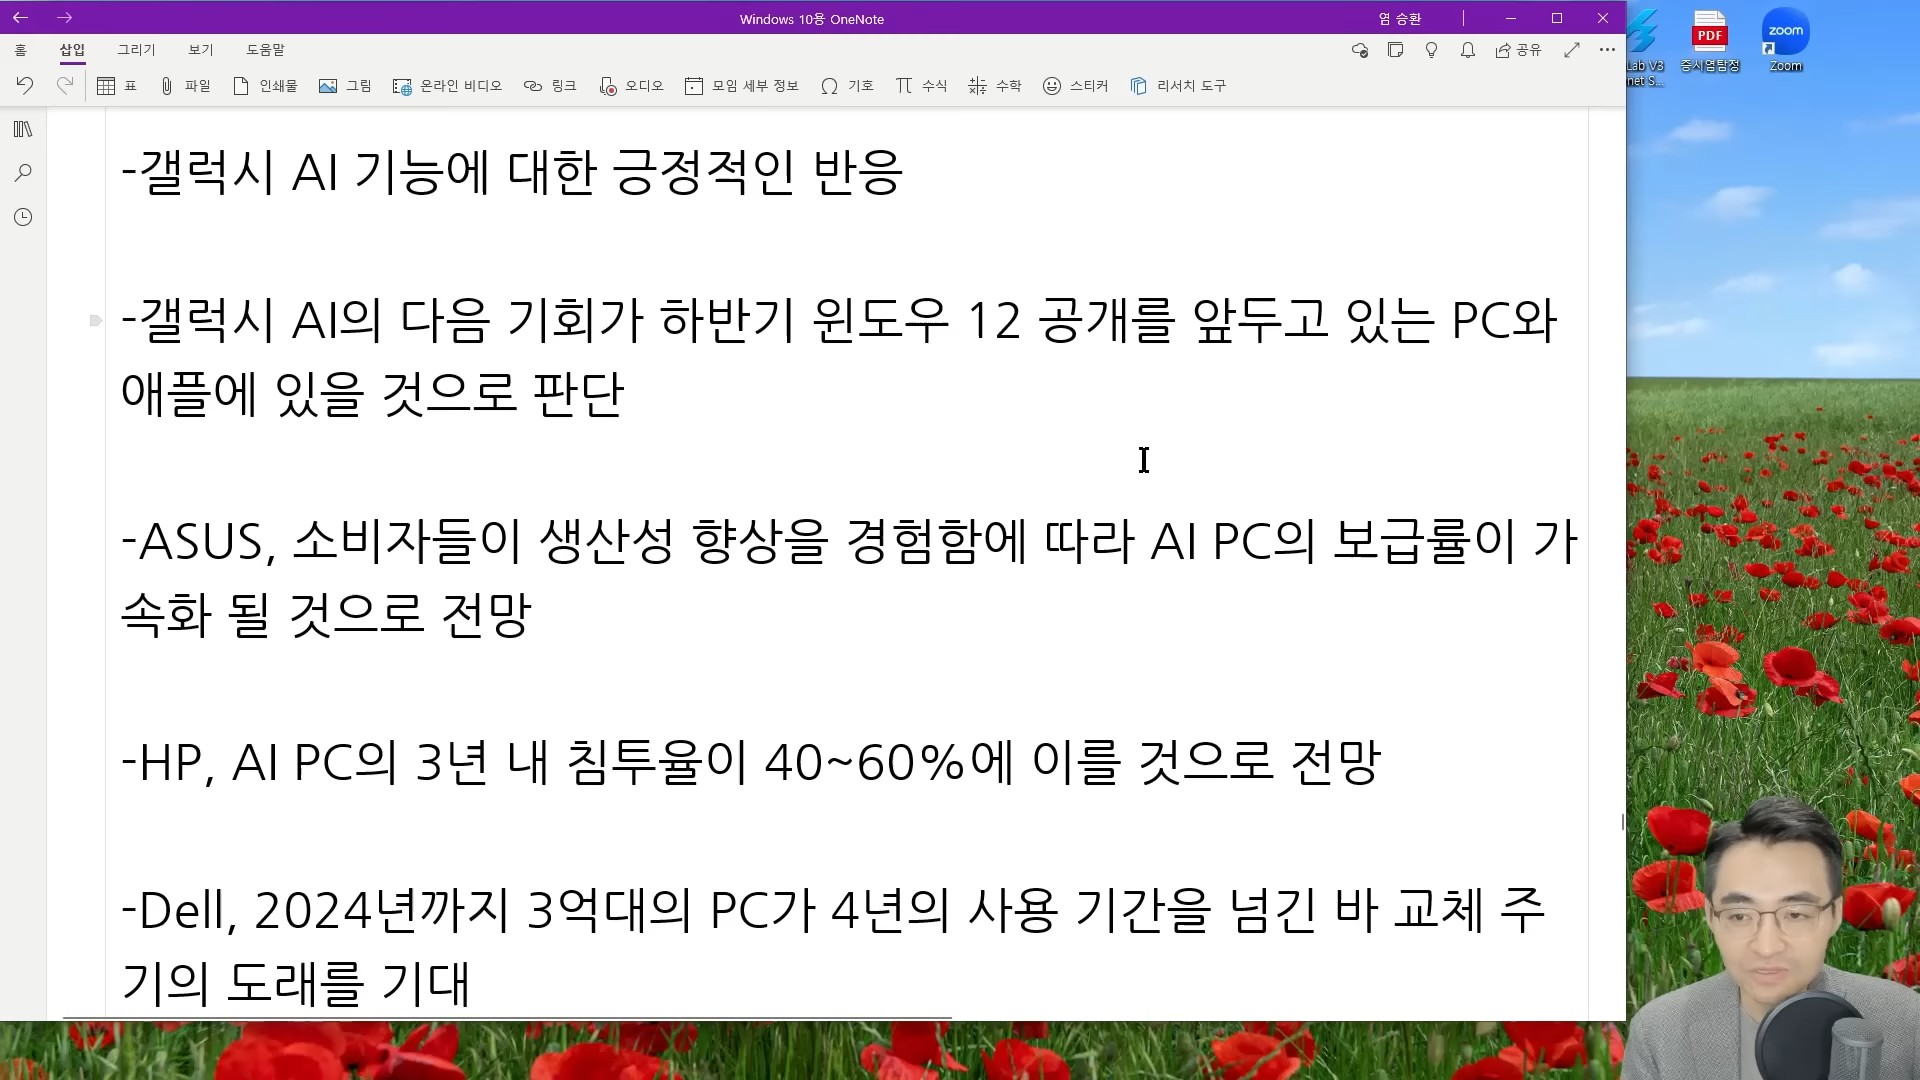 Windows 10용 OneNote
염 승환
홈 삽입 그리기 보기 도움말
공유
표 파일 인쇄물 그림 온라인 비디오 링크 오디오 모임 세부 정보 기호 수식 수학 스티커 리서치 도구
-갤럭시 AI 기능에 대한 긍정적인 반응
-갤럭시 AI의 다음 기회가 하반기 윈도우 12 공개를 앞두고 있는 PC와
애플에 있을 것으로 판단
-ASUS, 소비자들이 생산성 향상을 경험함에 따라 AI PC의 보급률이 가
속화 될 것으로 전망
-HP, AI PC의 3년 내 침투율이 40~60%에 이를 것으로 전망
-Dell, 2024년까지 3억대의 PC가 4년의 사용 기간을 넘긴 바 교체 주
기의 도래를 기대
Lab V3
net S...
PDF
증시염탐정
zoom
Zoom